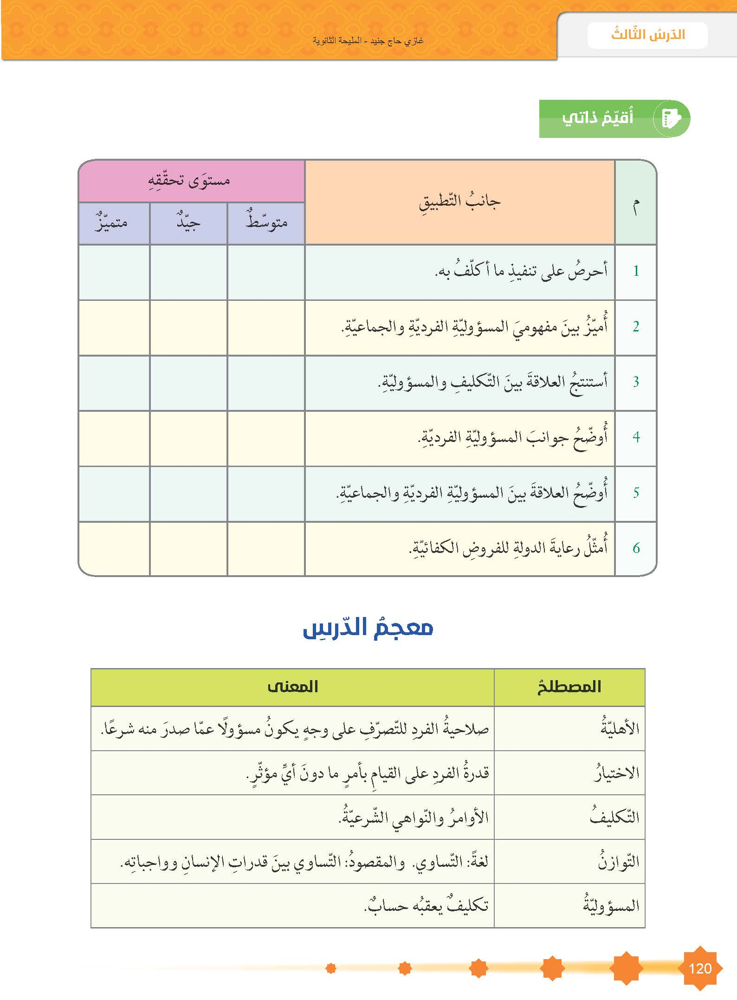 الدّرسُ الثّالثُ
غازي حاج جنيد - المليحة الثانوية
أُقيّمُ ذاتي
م
جانبُ التّطبيقِ
مستوَى تحقّقِهِ
متوسّطٌ
جيّدٌ
متميّزٌ
1 أحرصُ على تنفيذِ ما أكلّفُ به.
2 أُميّزُ بينَ مفهوميَ المسؤوليّةِ الفرديّةِ والجماعيّةِ.
3 أستنتجُ العلاقةَ بينَ التّكليفِ والمسؤوليّةِ.
4 أُوضّحُ جوانبَ المسؤوليّةِ الفرديّةِ.
5 أُوضّحُ العلاقةَ بينَ المسؤوليّةِ الفرديّةِ والجماعيّةِ.
6 أُمثّلُ رعايةَ الدولةِ للفروضِ الكفائيّةِ.
معجمُ الدّرسِ
المصطلحُ المعنى
الأهليّةُ صلاحيةُ الفردِ للتّصرّفِ على وجهٍ يكونُ مسؤولًا عمّا صدرَ منه شرعًا.
الاختيارُ قدرةُ الفردِ على القيامِ بأمرٍ ما دونَ أيِّ مؤثّرٍ.
التّكليفُ الأوامرُ والنّواهي الشّرعيّةُ.
التّوازنُ لغةً: التّساوي. والمقصودُ: التّساوي بينَ قدراتِ الإنسانِ وواجباتِه.
المسؤوليّةُ تكليفٌ يعقبُه حسابٌ.
120